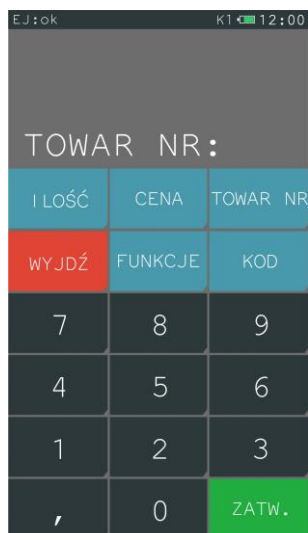 EJ:ok K1 12:00
TOWAR NR:
ILOŚĆ CENA TOWAR NR
WYJDŹ FUNKCJE KOD
7 8 9
4 5 6
1 2 3
, 0 ZATW.